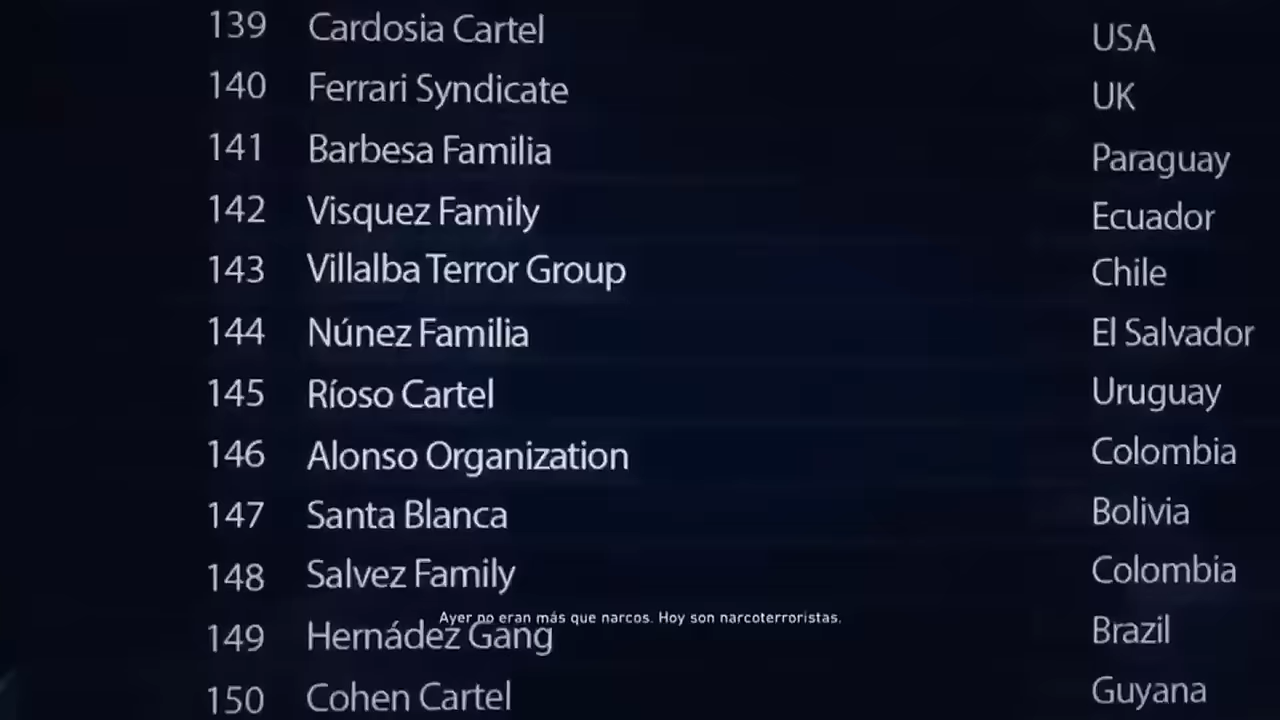 139 Cardosia Cartel USA
140 Ferrari Syndicate UK
141 Barbesa Familia Paraguay
142 Visquez Family Ecuador
143 Villalba Terror Group Chile
144 Núnez Familia El Salvador
145 Ríoso Cartel Uruguay
146 Alonso Organization Colombia
147 Santa Blanca Bolivia
148 Salvez Family Colombia
Ayer no eran más que narcos. Hoy son narcoterroristas.
149 Hernádez Gang Brazil
150 Cohen Cartel Guyana